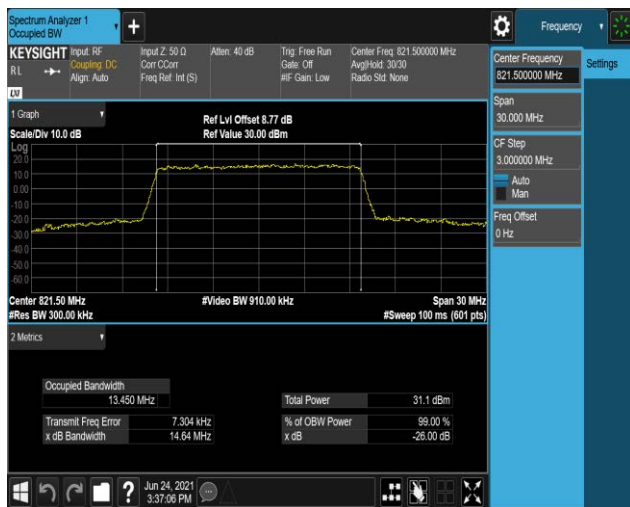 Spectrum Analyzer 1
Occupied BW
+
Frequency
KEYSIGHT
Input: RF
Coupling: DC
Align: Auto
Input Z: 50 Ω
Corr CCorr
Freq Ref: Int (S)
Atten: 40 dB
Trig: Free Run
Gate: Off
#IF Gain: Low
Center Freq: 821.500000 MHz
Avg|Hold: 30/30
Radio Std: None
RL
LXI
Center Frequency
821.500000 MHz
Settings
Span
30.000 MHz
CF Step
3.000000 MHz
Auto
Man
Freq Offset
0 Hz
1 Graph
Scale/Div 10.0 dB
Ref Lvl Offset 8.77 dB
Ref Value 30.00 dBm
Log
20.0
10.0
0.00
-10.0
-20.0
-30.0
-40.0
-50.0
-60.0
Center 821.50 MHz
#Video BW 910.00 kHz
Span 30 MHz
#Res BW 300.00 kHz
#Sweep 100 ms (601 pts)
2 Metrics
Occupied Bandwidth
13.450 MHz
Total Power 31.1 dBm
Transmit Freq Error 7.304 kHz
% of OBW Power 99.00 %
x dB Bandwidth 14.64 MHz
x dB -26.00 dB
?
Jun 24, 2021
3:37:06 PM